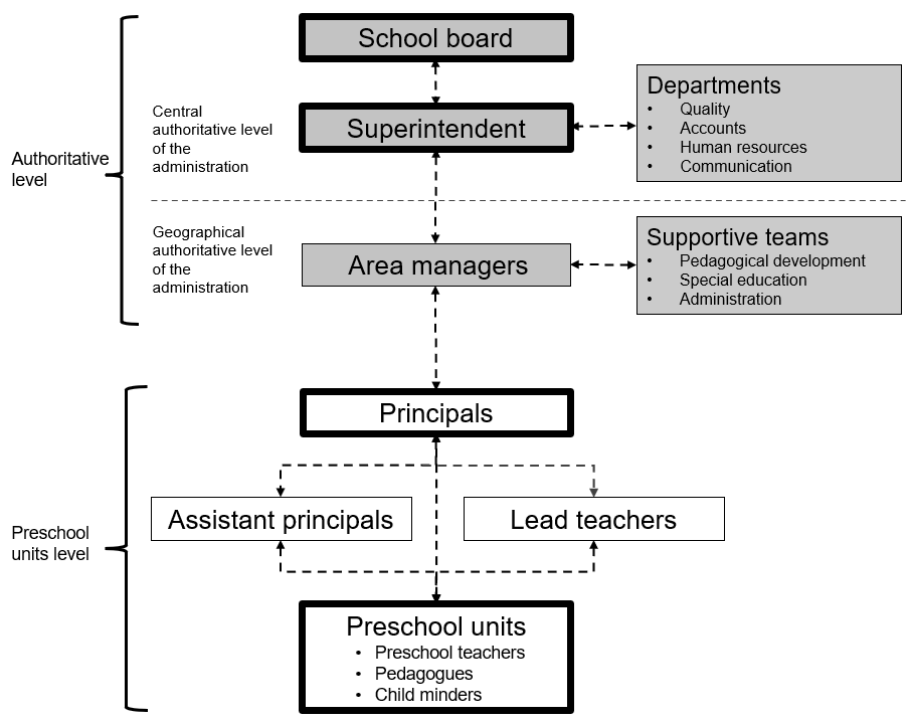 School board
Departments
• Quality
• Accounts
• Human resources
• Communication
Central
authoritative level
of the
administration
Superintendent
Authoritative
level
Geographical
authoritative level
of the
administration
Area managers
Supportive teams
• Pedagogical development
• Special education
• Administration
Principals
Assistant principals
Lead teachers
Preschool
units level
Preschool units
• Preschool teachers
• Pedagogues
• Child minders